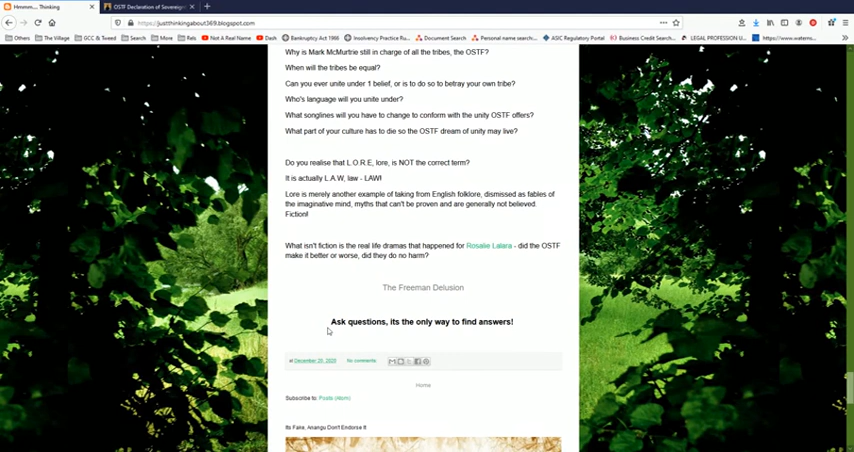 Hmmm.... Thinking
OSTF Declaration of Sovereign
https://justthinkingabout369.blogspot.com
Others
The Village
GCC & Tweed
Search
More
Not A Real Name
Dash
Bankruptcy Act 1966
Insolvency Practice Ru...
Document Search
Personal name searc...
ASIC Regulatory Portal
Business Credit Searc...
LEGAL PROFESSION U...
https://www.waterns...
Why is Mark McMurtrie still in charge of all the tribes, the OSTF?
When will the tribes be equal?
Can you ever unite under 1 belief, or is to do so to betray your own tribe?
Who's language will you unite under?
What songlines will you have to change to conform with the unity OSTF offers?
What part of your culture has to die so the OSTF dream of unity may live?
Do you realise that L.O.R.E, lore, is NOT the correct term?
It is actually L.A.W, law - LAW!
Lore is merely another example of taking from English folklore, dismissed as fables of
the imaginative mind, myths that can't be proven and are generally not believed.
Fiction!
What isn't fiction is the real life dramas that happened for Rosalie Lalara - did the OSTF
make it better or worse, did they do no harm?
The Freeman Delusion
Ask questions, its the only way to find answers!
at December 20, 2020 No comments:
Home
Subscribe to: Posts (Atom)
Its Fake, Anangu Don't Endorse It